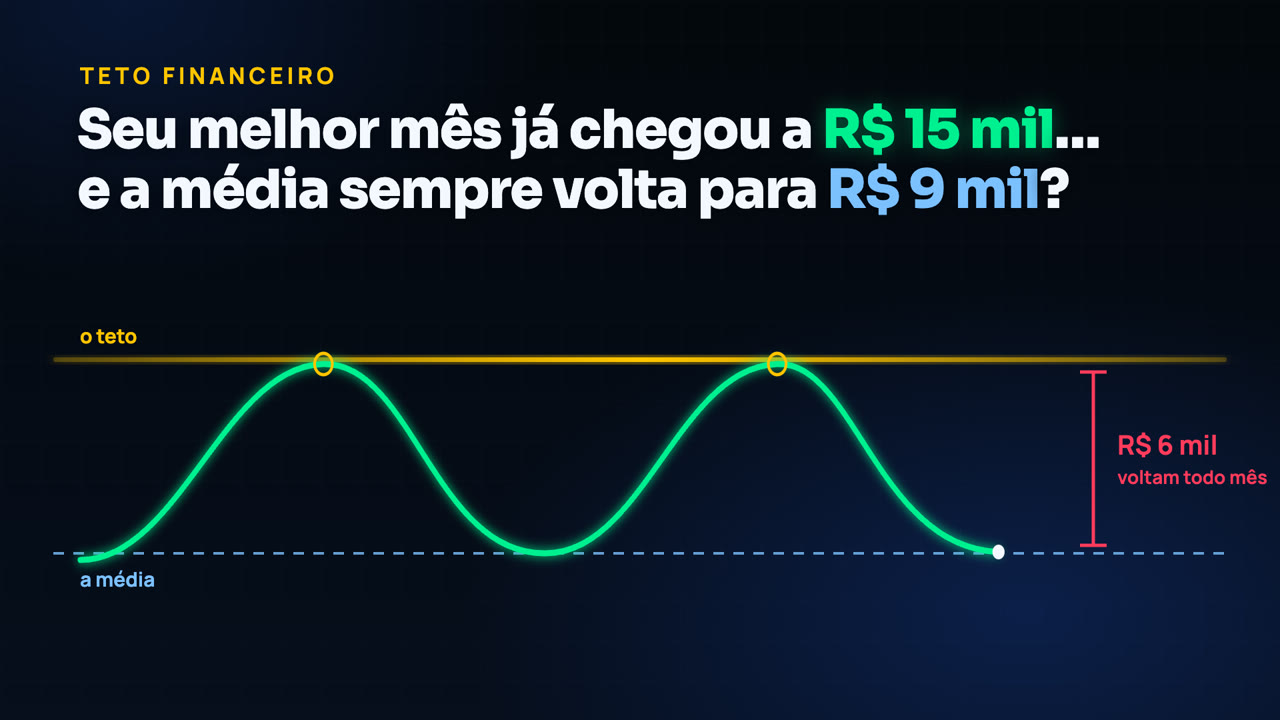 TETO FINANCEIRO
Seu melhor mês já chegou a R$ 15 mil...
e a média sempre volta para R$ 9 mil?
o teto
R$ 6 mil
voltam todo mês
a média